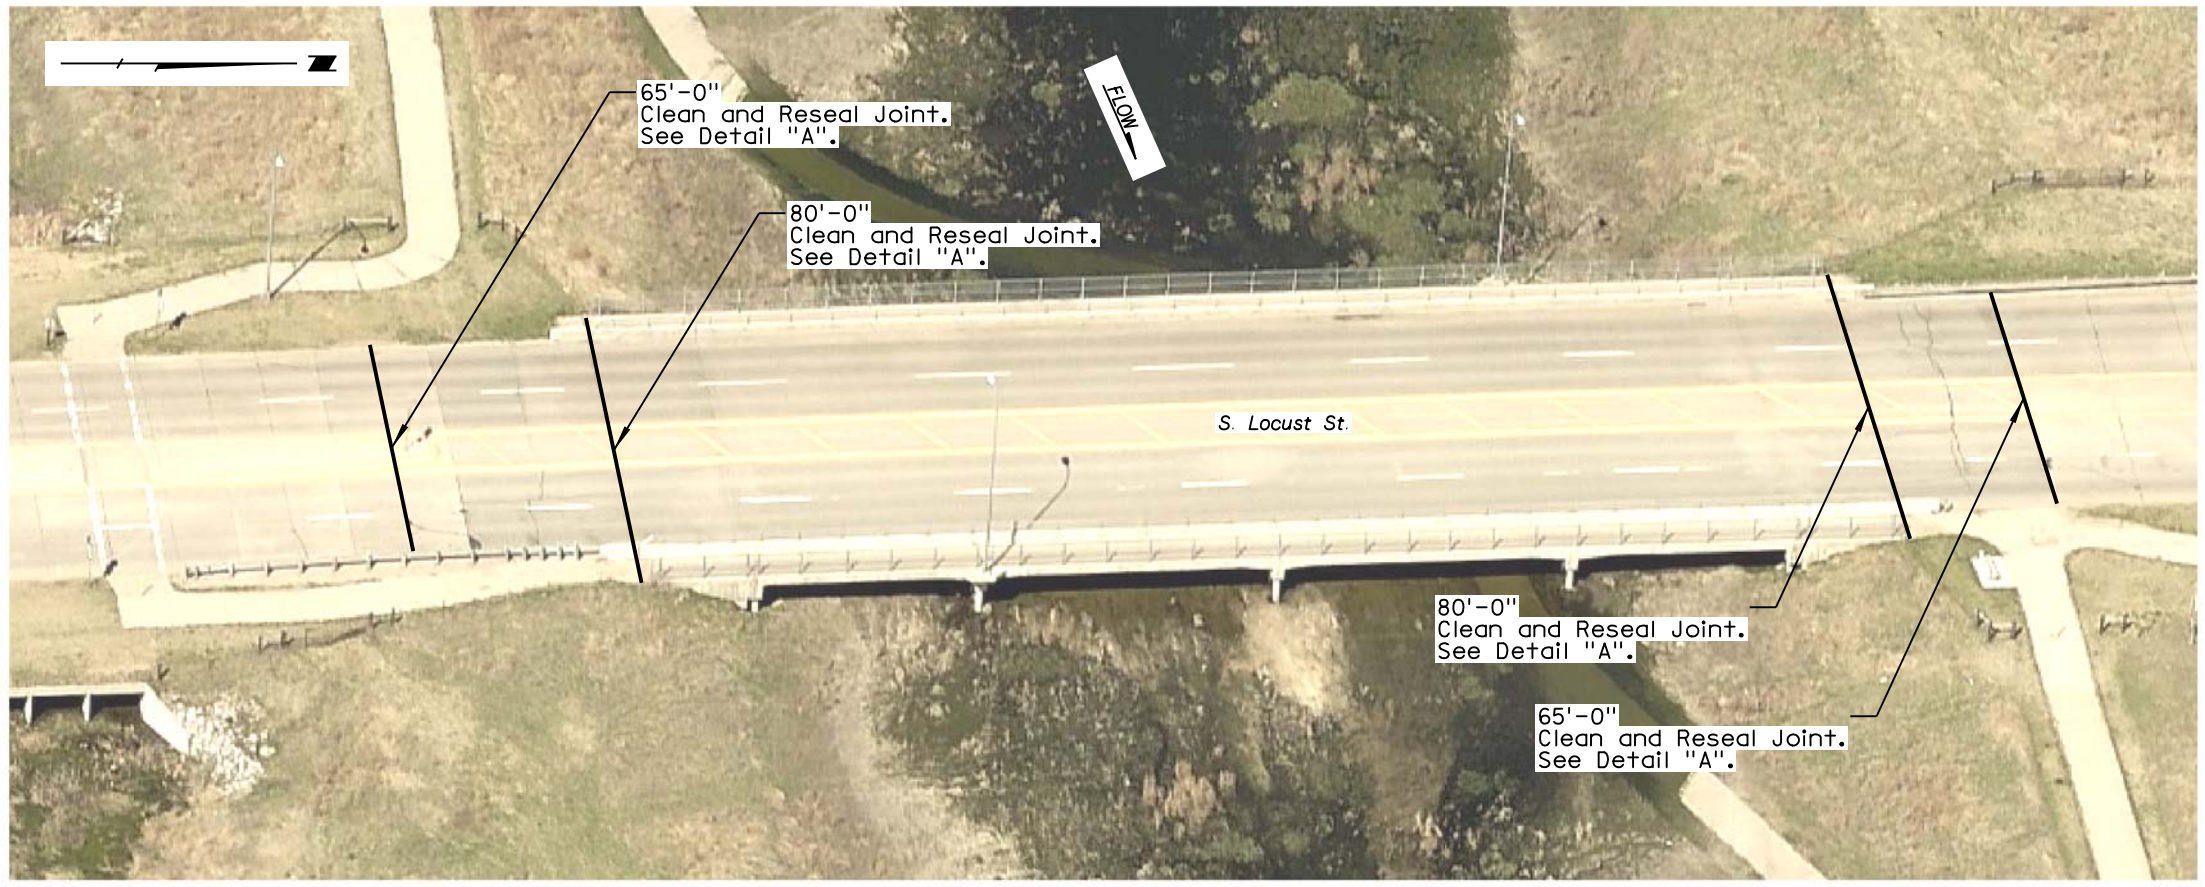 65'-0"
Clean and Reseal Joint.
See Detail "A".
FLOW
80'-0"
Clean and Reseal Joint.
See Detail "A".
S. Locust St.
80'-0"
Clean and Reseal Joint.
See Detail "A".
65'-0"
Clean and Reseal Joint.
See Detail "A".
N